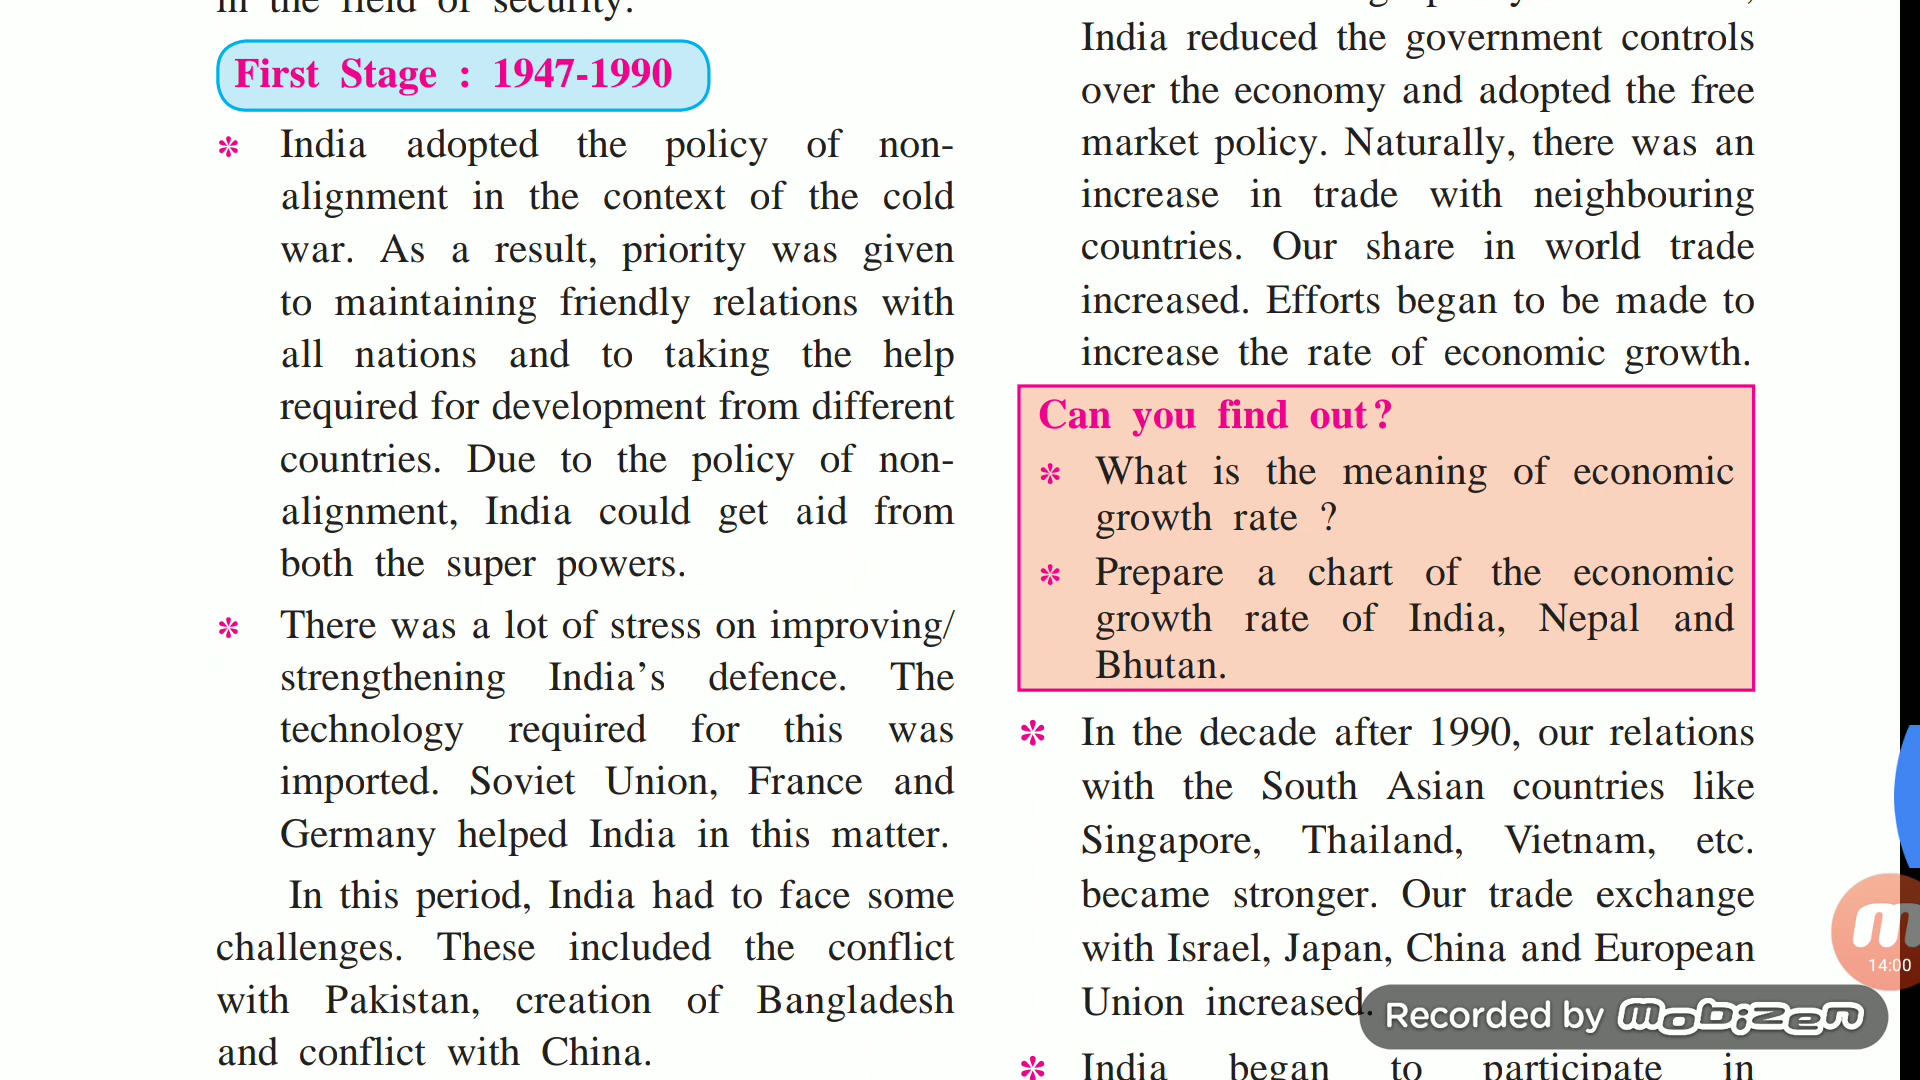 in the field of security.
First Stage : 1947-1990
* India adopted the policy of non-
alignment in the context of the cold
war. As a result, priority was given
to maintaining friendly relations with
all nations and to taking the help
required for development from different
countries. Due to the policy of non-
alignment, India could get aid from
both the super powers.
* There was a lot of stress on improving/
strengthening India’s defence. The
technology required for this was
imported. Soviet Union, France and
Germany helped India in this matter.
In this period, India had to face some
challenges. These included the conflict
with Pakistan, creation of Bangladesh
and conflict with China.
India reduced the government controls
over the economy and adopted the free
market policy. Naturally, there was an
increase in trade with neighbouring
countries. Our share in world trade
increased. Efforts began to be made to
increase the rate of economic growth.
Can you find out ?
* What is the meaning of economic
growth rate ?
* Prepare a chart of the economic
growth rate of India, Nepal and
Bhutan.
* In the decade after 1990, our relations
with the South Asian countries like
Singapore, Thailand, Vietnam, etc.
became stronger. Our trade exchange
with Israel, Japan, China and European
Union increased.
* India began to participate in
14:00
Recorded by mobizen